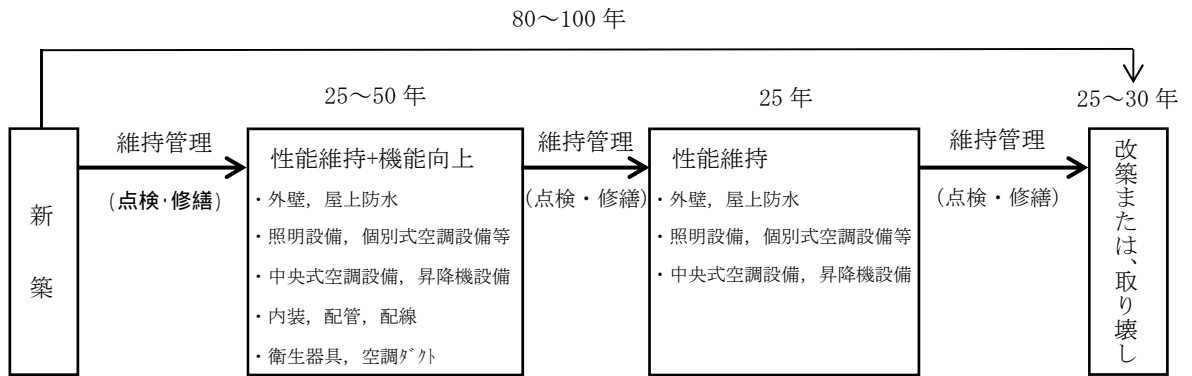 80～100 年
25～50 年
25 年
25～30 年
新築
維持管理
(点検･修繕)
性能維持+機能向上
・外壁，屋上防水
・照明設備，個別式空調設備等
・中央式空調設備，昇降機設備
・内装，配管，配線
・衛生器具，空調ﾀﾞｸﾄ
維持管理
(点検・修繕)
性能維持
・外壁，屋上防水
・照明設備，個別式空調設備等
・中央式空調設備，昇降機設備
維持管理
(点検・修繕)
改築または、取り壊し